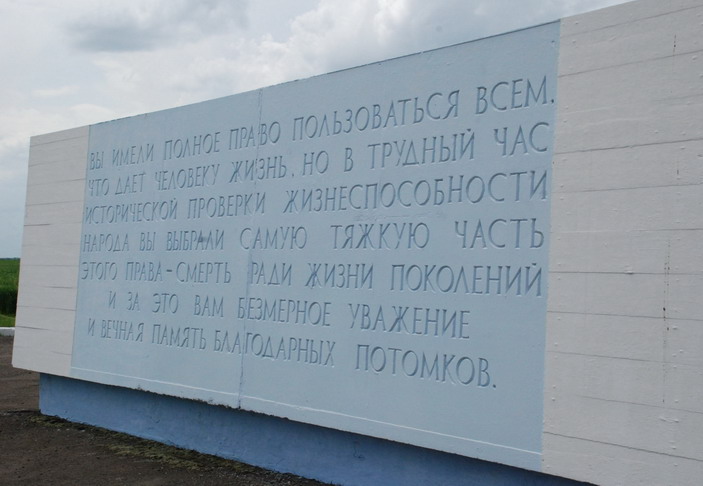 ВЫ ИМЕЛИ ПОЛНОЕ ПРАВО ПОЛЬЗОВАТЬСЯ ВСЕМ.
ЧТО ДАЕТ ЧЕЛОВЕКУ ЖИЗНЬ, НО В ТРУДНЫЙ ЧАС
ИСТОРИЧЕСКОЙ ПРОВЕРКИ ЖИЗНЕСПОСОБНОСТИ
НАРОДА ВЫ ВЫБРАЛИ САМУЮ ТЯЖКУЮ ЧАСТЬ
ЭТОГО ПРАВА-СМЕРТЬ РАДИ ЖИЗНИ ПОКОЛЕНИЙ
И ЗА ЭТО ВАМ БЕЗМЕРНОЕ УВАЖЕНИЕ
И ВЕЧНАЯ ПАМЯТЬ БЛАГОДАРНЫХ ПОТОМКОВ.